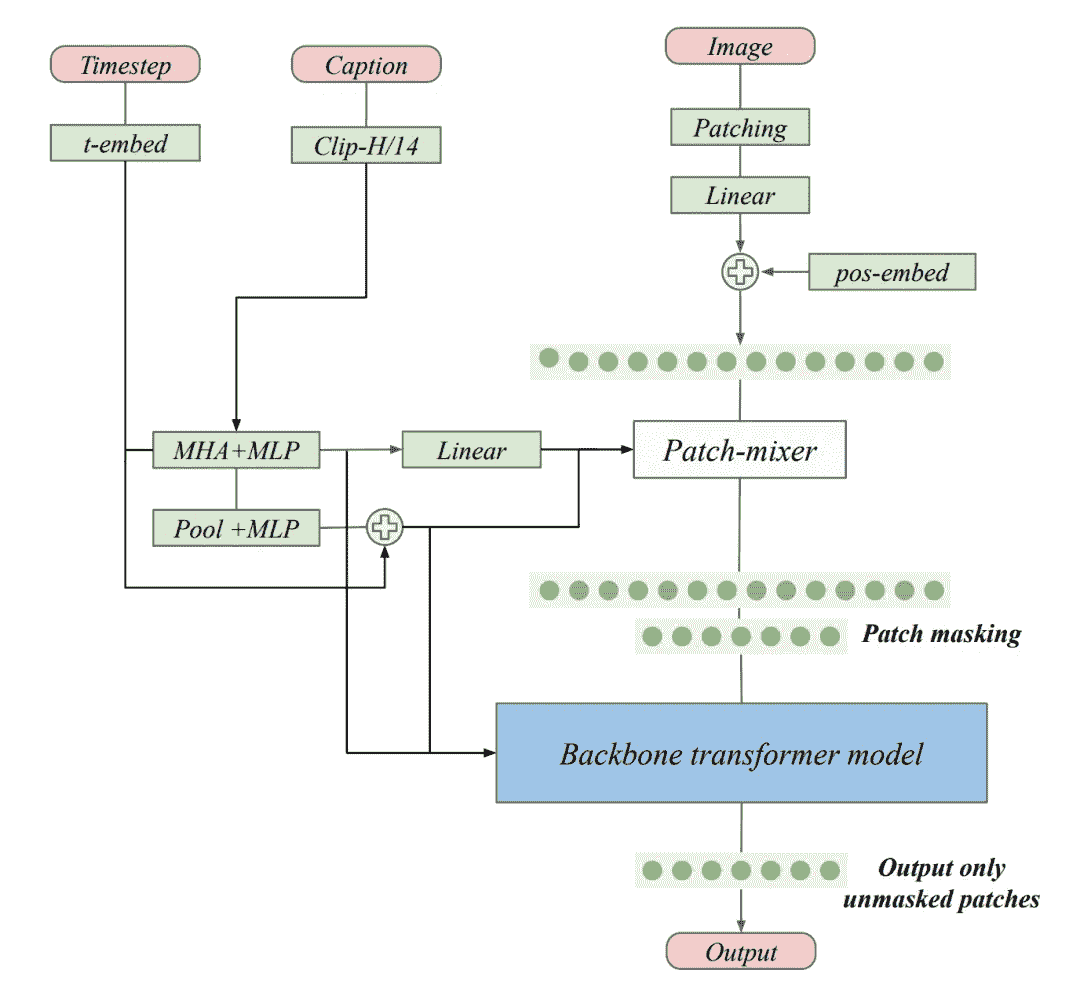 Timestep
Caption
Image
t-embed
Clip-H/14
Patching
Linear
pos-embed
MHA+MLP
Linear
Patch-mixer
Pool +MLP
Patch masking
Backbone transformer model
Output only
unmasked patches
Output